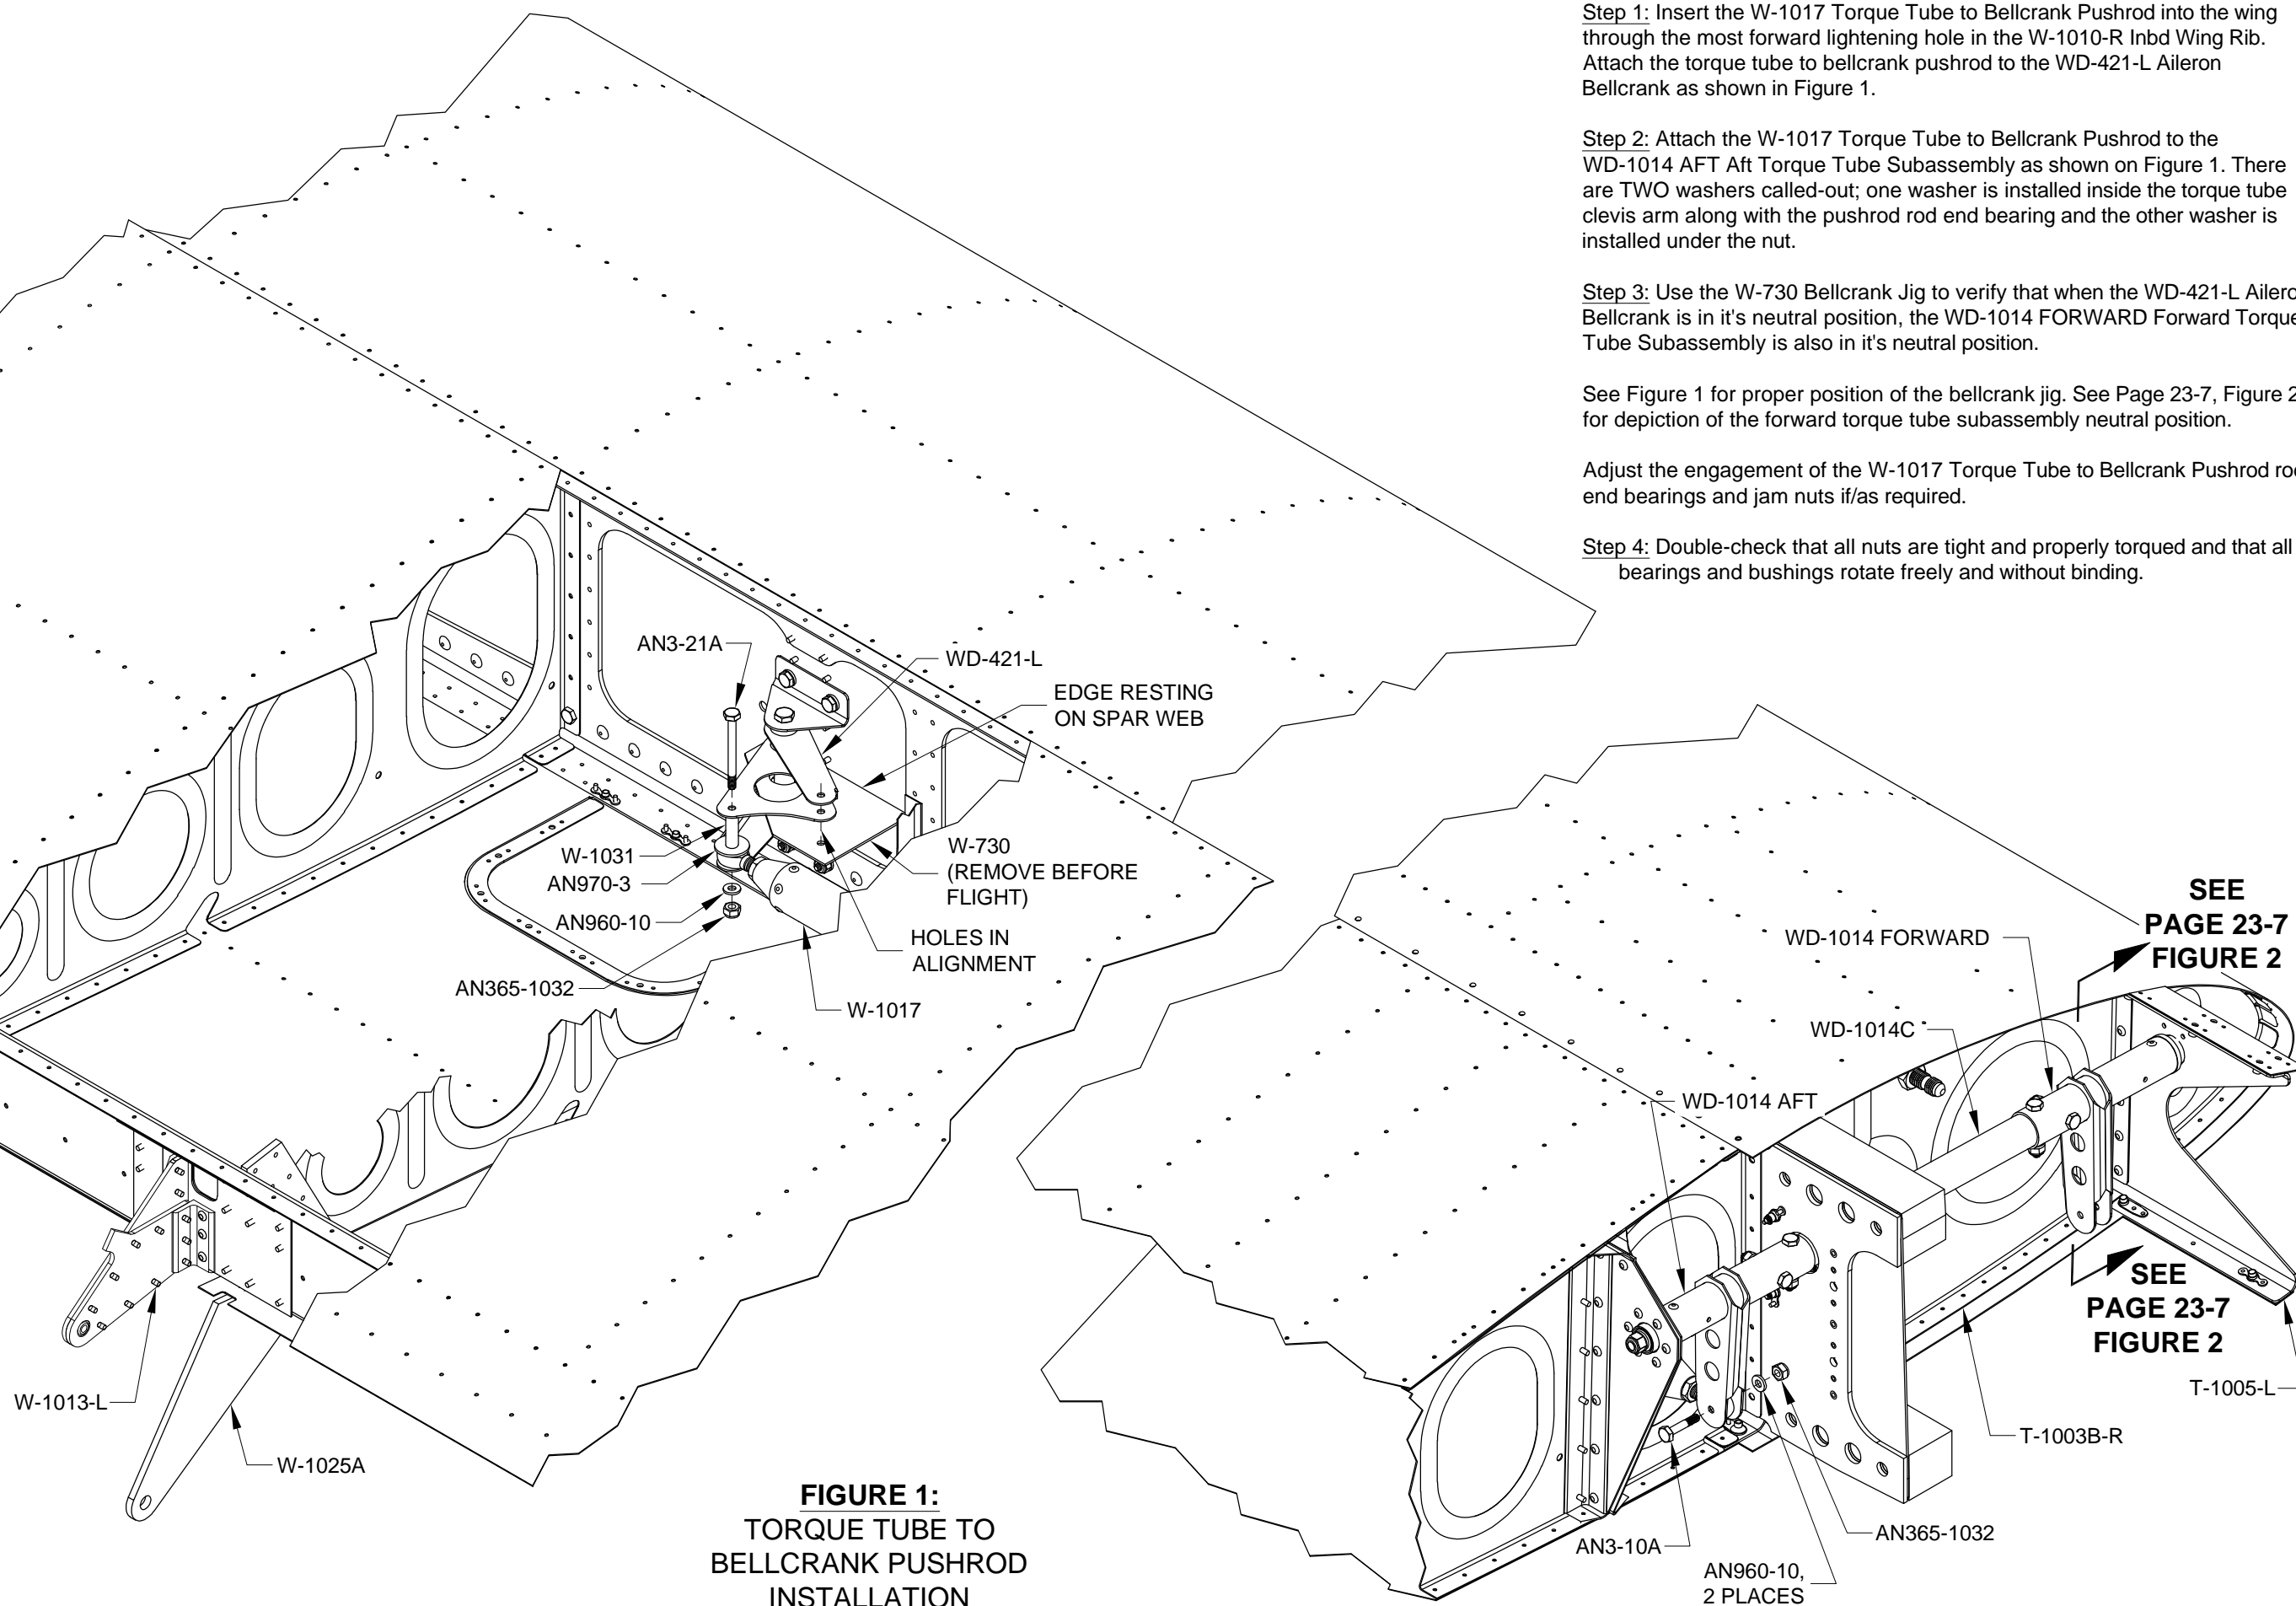 Step 1: Insert the W-1017 Torque Tube to Bellcrank Pushrod into the wing
through the most forward lightening hole in the W-1010-R Inbd Wing Rib.
Attach the torque tube to bellcrank pushrod to the WD-421-L Aileron
Bellcrank as shown in Figure 1.
Step 2: Attach the W-1017 Torque Tube to Bellcrank Pushrod to the
WD-1014 AFT Aft Torque Tube Subassembly as shown on Figure 1. There
are TWO washers called-out; one washer is installed inside the torque tube
clevis arm along with the pushrod rod end bearing and the other washer is
installed under the nut.
Step 3: Use the W-730 Bellcrank Jig to verify that when the WD-421-L Ailero
Bellcrank is in it's neutral position, the WD-1014 FORWARD Forward Torque
Tube Subassembly is also in it's neutral position.
See Figure 1 for proper position of the bellcrank jig. See Page 23-7, Figure 2
for depiction of the forward torque tube subassembly neutral position.
Adjust the engagement of the W-1017 Torque Tube to Bellcrank Pushrod ro
end bearings and jam nuts if/as required.
Step 4: Double-check that all nuts are tight and properly torqued and that all
bearings and bushings rotate freely and without binding.
AN3-21A
WD-421-L
EDGE RESTING
ON SPAR WEB
W-1031
AN970-3
AN960-10
AN365-1032
W-730
(REMOVE BEFORE
FLIGHT)
HOLES IN
ALIGNMENT
W-1017
W-1013-L
W-1025A
SEE
PAGE 23-7
FIGURE 2
WD-1014 FORWARD
WD-1014C
WD-1014 AFT
SEE
PAGE 23-7
FIGURE 2
T-1005-L
T-1003B-R
AN365-1032
AN3-10A
AN960-10,
2 PLACES
FIGURE 1:
TORQUE TUBE TO
BELLCRANK PUSHROD
INSTALLATION